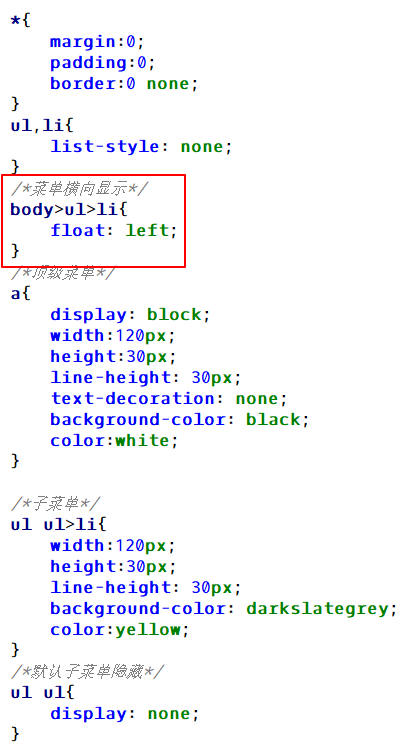 *{
margin:0;
padding:0;
border:0 none;
}
ul,li{
list-style: none;
}
/*菜单横向显示*/
body>ul>li{
float: left;
}
/*顶级菜单*/
a{
display: block;
width:120px;
height:30px;
line-height: 30px;
text-decoration: none;
background-color: black;
color:white;
}
/*子菜单*/
ul ul>li{
width:120px;
height:30px;
line-height: 30px;
background-color: darkslategrey;
color:yellow;
}
/*默认子菜单隐藏*/
ul ul{
display: none;
}